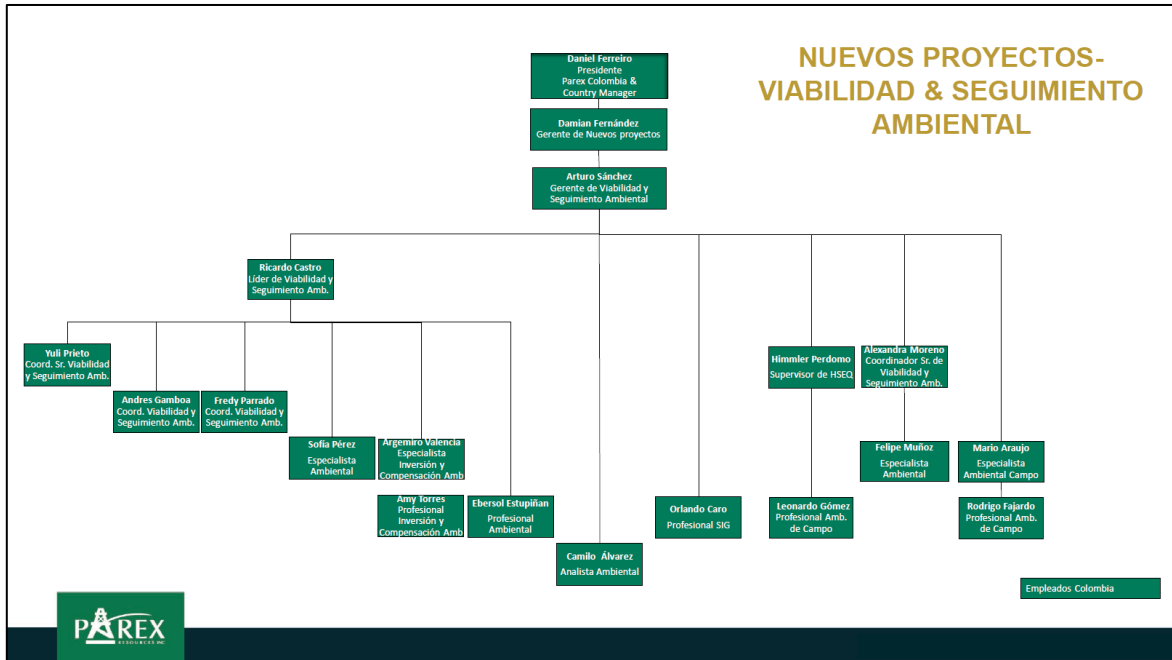 NUEVOS PROYECTOS-
VIABILIDAD & SEGUIMIENTO
AMBIENTAL
Daniel Ferreiro
Presidente
Parex Colombia &
Country Manager
Damian Fernández
Gerente de Nuevos proyectos
Arturo Sánchez
Gerente de Viabilidad y
Seguimiento Ambiental
Ricardo Castro
Líder de Viabilidad y
Seguimiento Amb.
Yuli Prieto
Coord. Sr. Viabilidad
y Seguimiento Amb.
Andres Gamboa
Coord. Viabilidad y
Seguimiento Amb.
Fredy Parrado
Coord. Viabilidad y
Seguimiento Amb.
Sofía Pérez
Especialista
Ambiental
Argemiro Valencia
Especialista
Inversión y
Compensación Amb
Amy Torres
Profesional
Inversión y
Compensación Amb
Ebersol Estupiñan
Profesional
Ambiental
Camilo Álvarez
Analista Ambiental
Orlando Caro
Profesional SIG
Himmler Perdomo
Supervisor de HSEQ
Leonardo Gómez
Profesional Amb.
de Campo
Alexandra Moreno
Coordinador Sr. de
Viabilidad y
Seguimiento Amb.
Felipe Muñoz
Especialista
Ambiental
Mario Araujo
Especialista
Ambiental Campo
Rodrigo Fajardo
Profesional Amb.
de Campo
Empleados Colombia
PAREX
RESOURCES INC